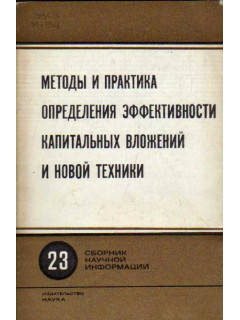 МЕТОДЫ И ПРАКТИКА
ОПРЕДЕЛЕНИЯ ЭФФЕКТИВНОСТИ
КАПИТАЛЬНЫХ ВЛОЖЕНИЙ
И НОВОЙ ТЕХНИКИ
23
СБОРНИК
НАУЧНОЙ
ИНФОРМАЦИИ
ИЗДАТЕЛЬСТВО
НАУКА